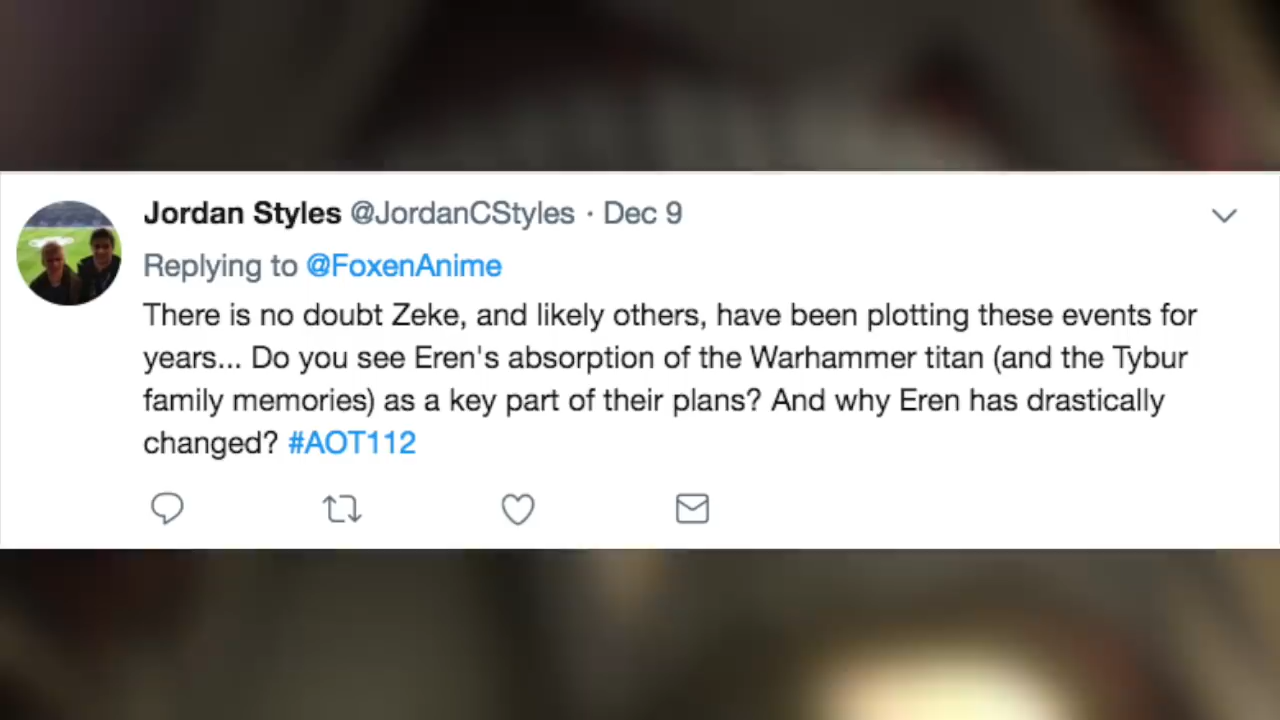 Jordan Styles @JordanCStyles · Dec 9
Replying to @FoxenAnime
There is no doubt Zeke, and likely others, have been plotting these events for
years... Do you see Eren's absorption of the Warhammer titan (and the Tybur
family memories) as a key part of their plans? And why Eren has drastically
changed? #AOT112